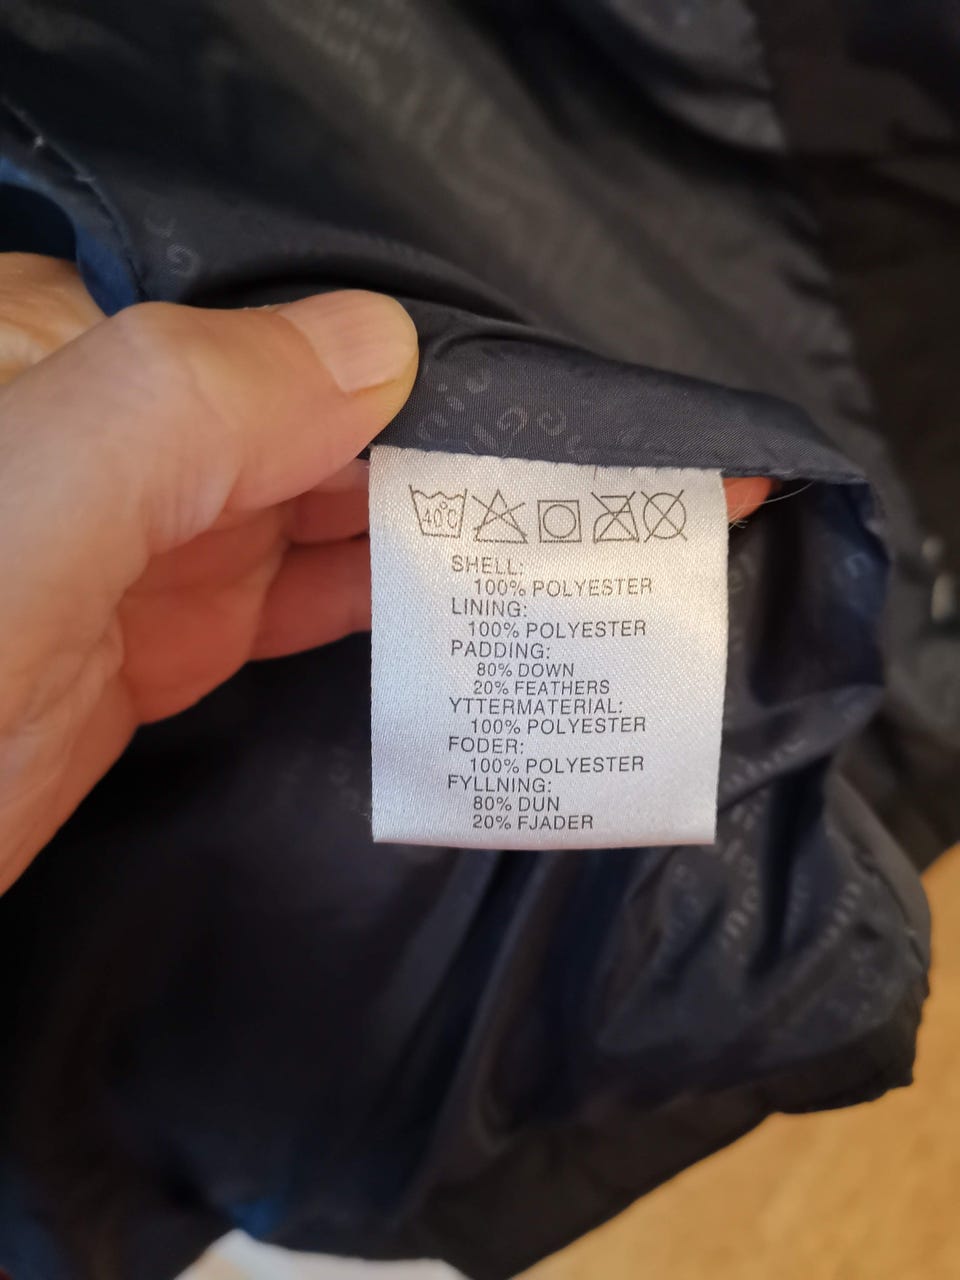 40°C
SHELL:
100% POLYESTER
LINING:
100% POLYESTER
PADDING:
80% DOWN
20% FEATHERS
YTTERMATERIAL:
100% POLYESTER
FODER:
100% POLYESTER
FYLLNING:
80% DUN
20% FJADER